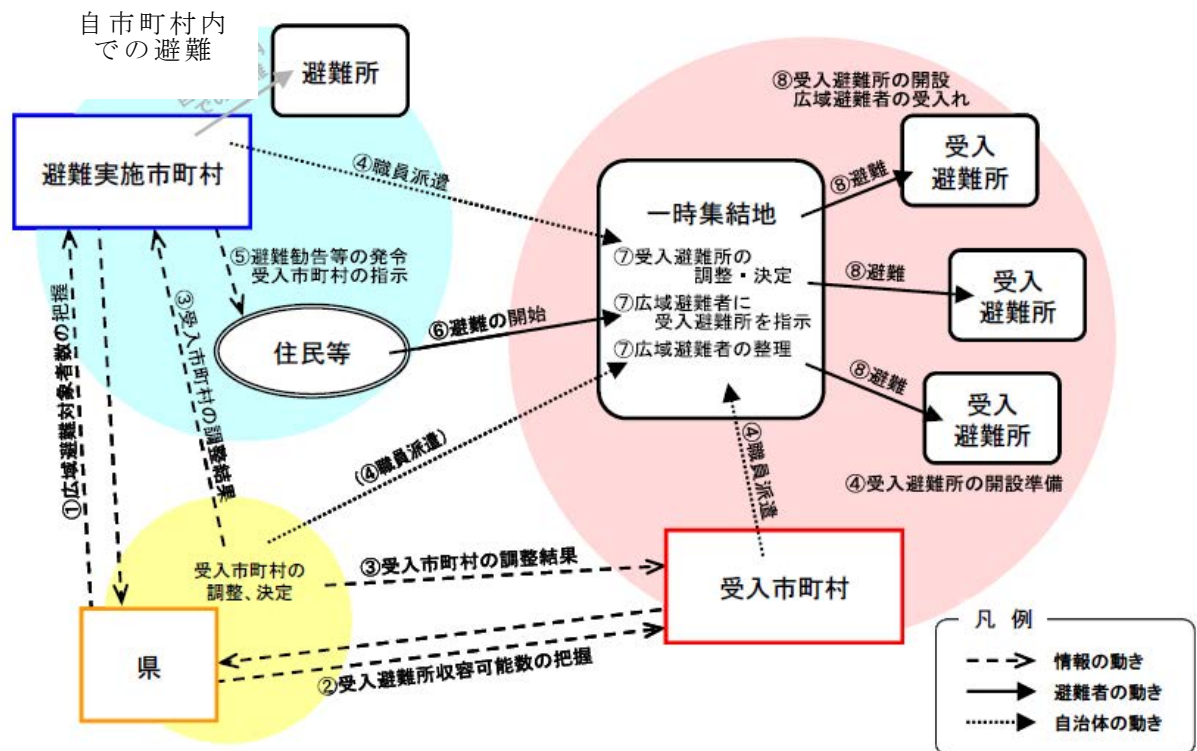 自市町村内
での避難
避難所
避難実施市町村
④職員派遣
⑤避難勧告等の発令
受入市町村の指示
住民等
⑥避難の開始
①広域避難対象者数の把握
③受入市町村の調整結果
(④職員派遣)
受入市町村の
調整、決定
県
③受入市町村の調整結果
②受入避難所収容可能数の把握
⑧受入避難所の開設
広域避難者の受入れ
一時集結地
⑦受入避難所の
調整・決定
⑦広域避難者に
受入避難所を指示
⑦広域避難者の整理
⑧避難
受入
避難所
⑧避難
受入
避難所
⑧避難
受入
避難所
④受入避難所の開設準備
④職員派遣
受入市町村
凡 例
情報の動き
避難者の動き
自治体の動き